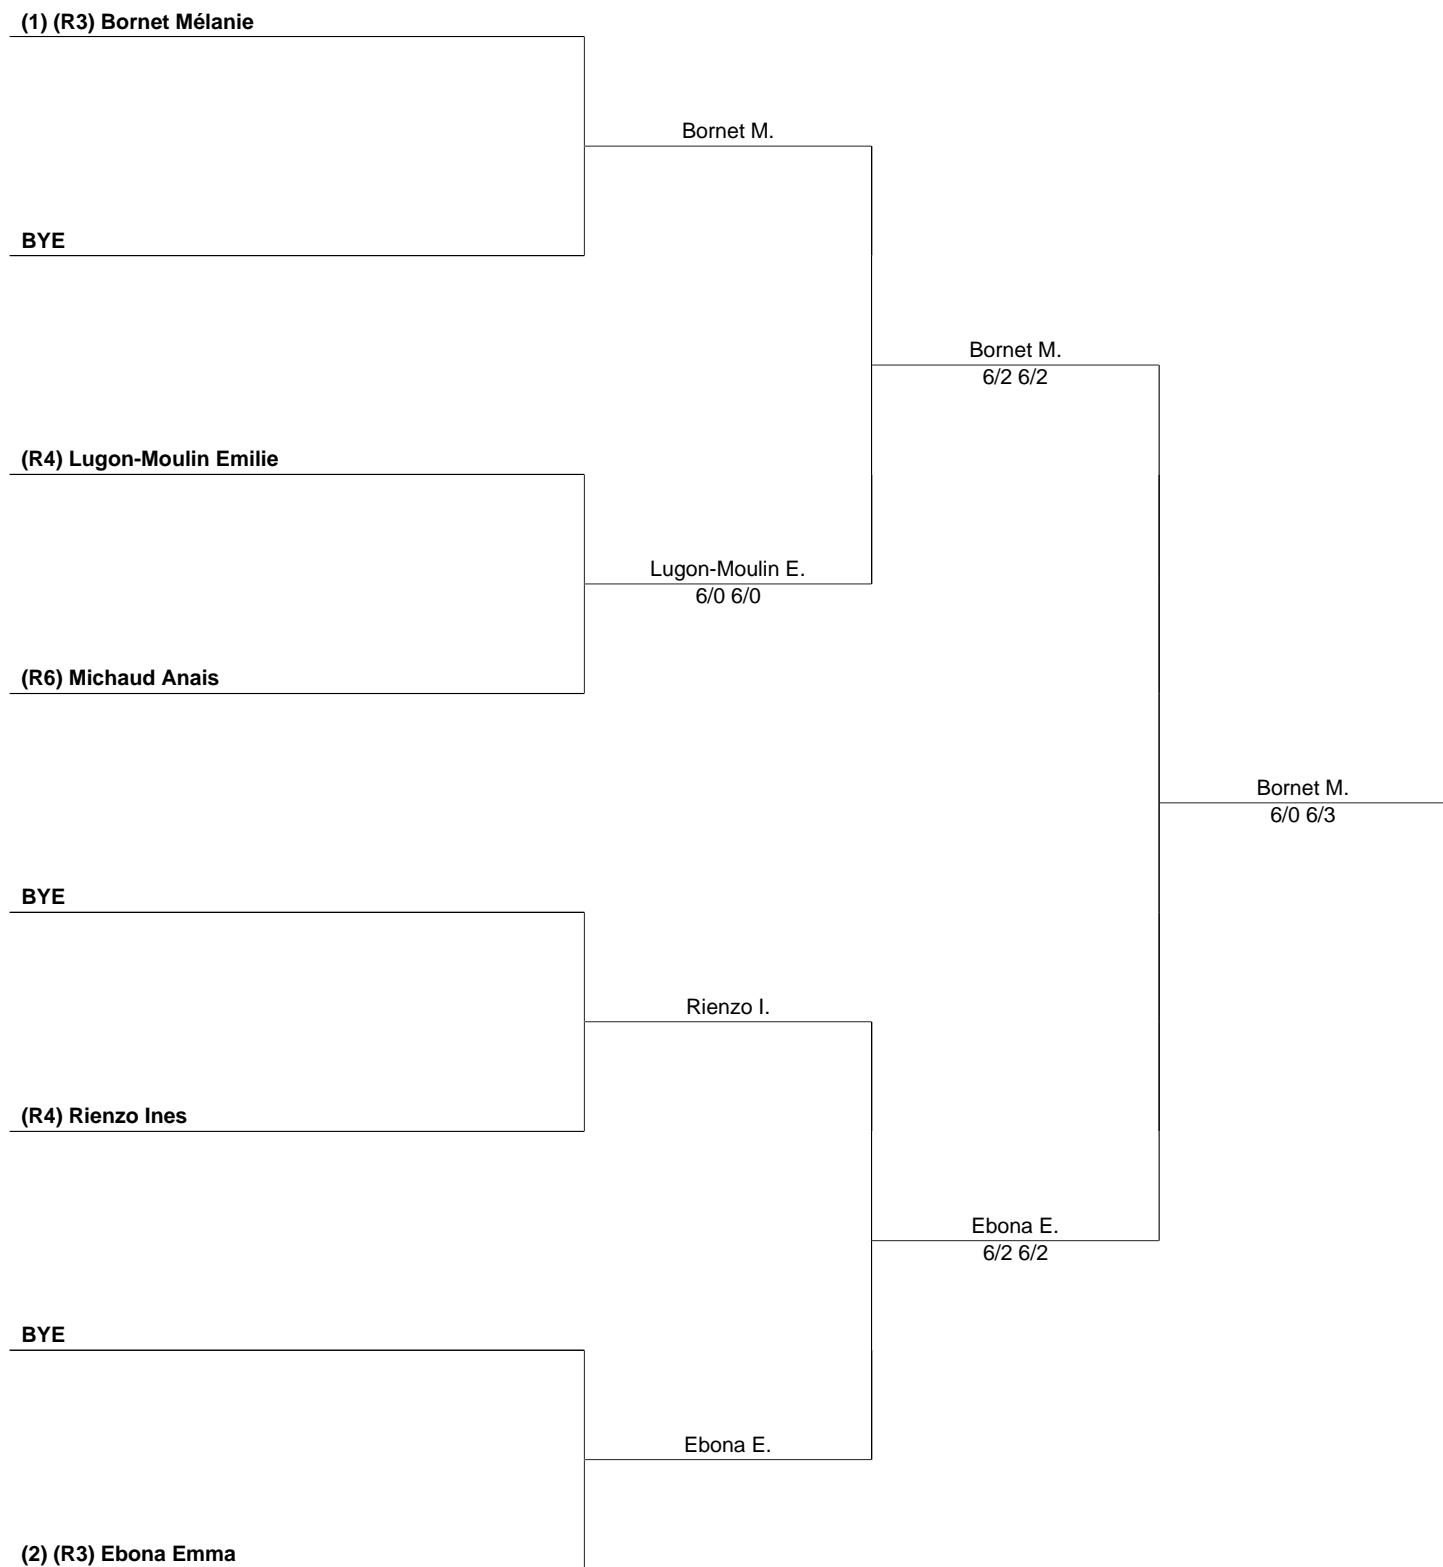 (1) (R3) Bornet Mélanie
Bornet M.
BYE
Bornet M.
6/2 6/2
(R4) Lugon-Moulin Emilie
Lugon-Moulin E.
6/0 6/0
(R6) Michaud Anais
Bornet M.
6/0 6/3
BYE
Rienzo I.
(R4) Rienzo Ines
Ebona E.
6/2 6/2
BYE
Ebona E.
(2) (R3) Ebona Emma